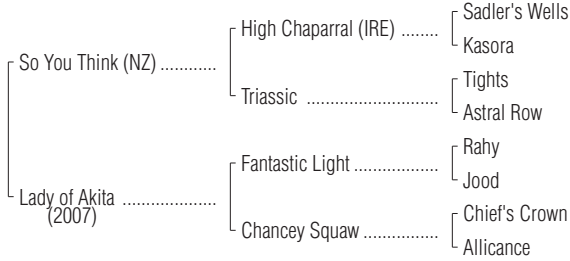 Sadler's Wells
High Chaparral (IRE) ........
Kasora
So You Think (NZ) ............
Tights
Triassic ............................
Astral Row
Rahy
Fantastic Light ..................
Jood
Lady of Akita ....................
(2007)
Chief's Crown
Chancey Squaw ................
Allicance